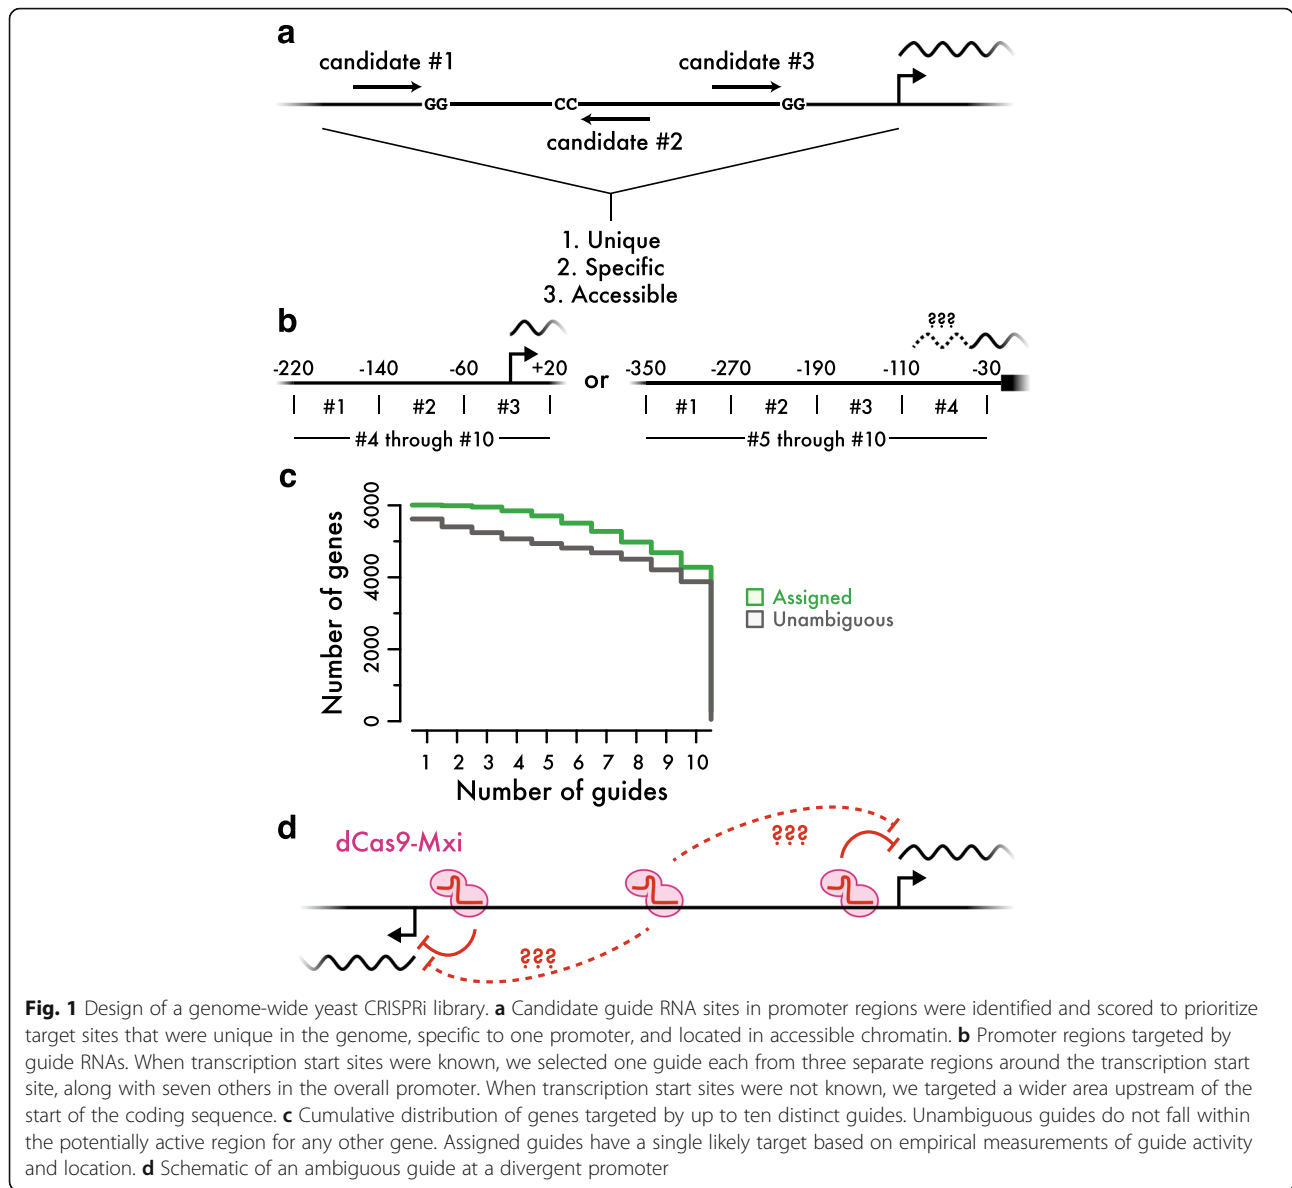 a
candidate #1
candidate #3
GG
CC
GG
candidate #2
1. Unique
2. Specific
3. Accessible
b
-220 -140 -60 +20
#1 #2 #3
#4 through #10
or
???
-350 -270 -190 -110 -30
#1 #2 #3 #4
#5 through #10
c
Number of genes
6000
4000
2000
0
1 2 3 4 5 6 7 8 9 10
Number of guides
Assigned
Unambiguous
d
dCas9-Mxi
???
???
Fig. 1 Design of a genome-wide yeast CRISPRi library. a Candidate guide RNA sites in promoter regions were identified and scored to prioritize
target sites that were unique in the genome, specific to one promoter, and located in accessible chromatin. b Promoter regions targeted by
guide RNAs. When transcription start sites were known, we selected one guide each from three separate regions around the transcription start
site, along with seven others in the overall promoter. When transcription start sites were not known, we targeted a wider area upstream of the
start of the coding sequence. c Cumulative distribution of genes targeted by up to ten distinct guides. Unambiguous guides do not fall within
the potentially active region for any other gene. Assigned guides have a single likely target based on empirical measurements of guide activity
and location. d Schematic of an ambiguous guide at a divergent promoter